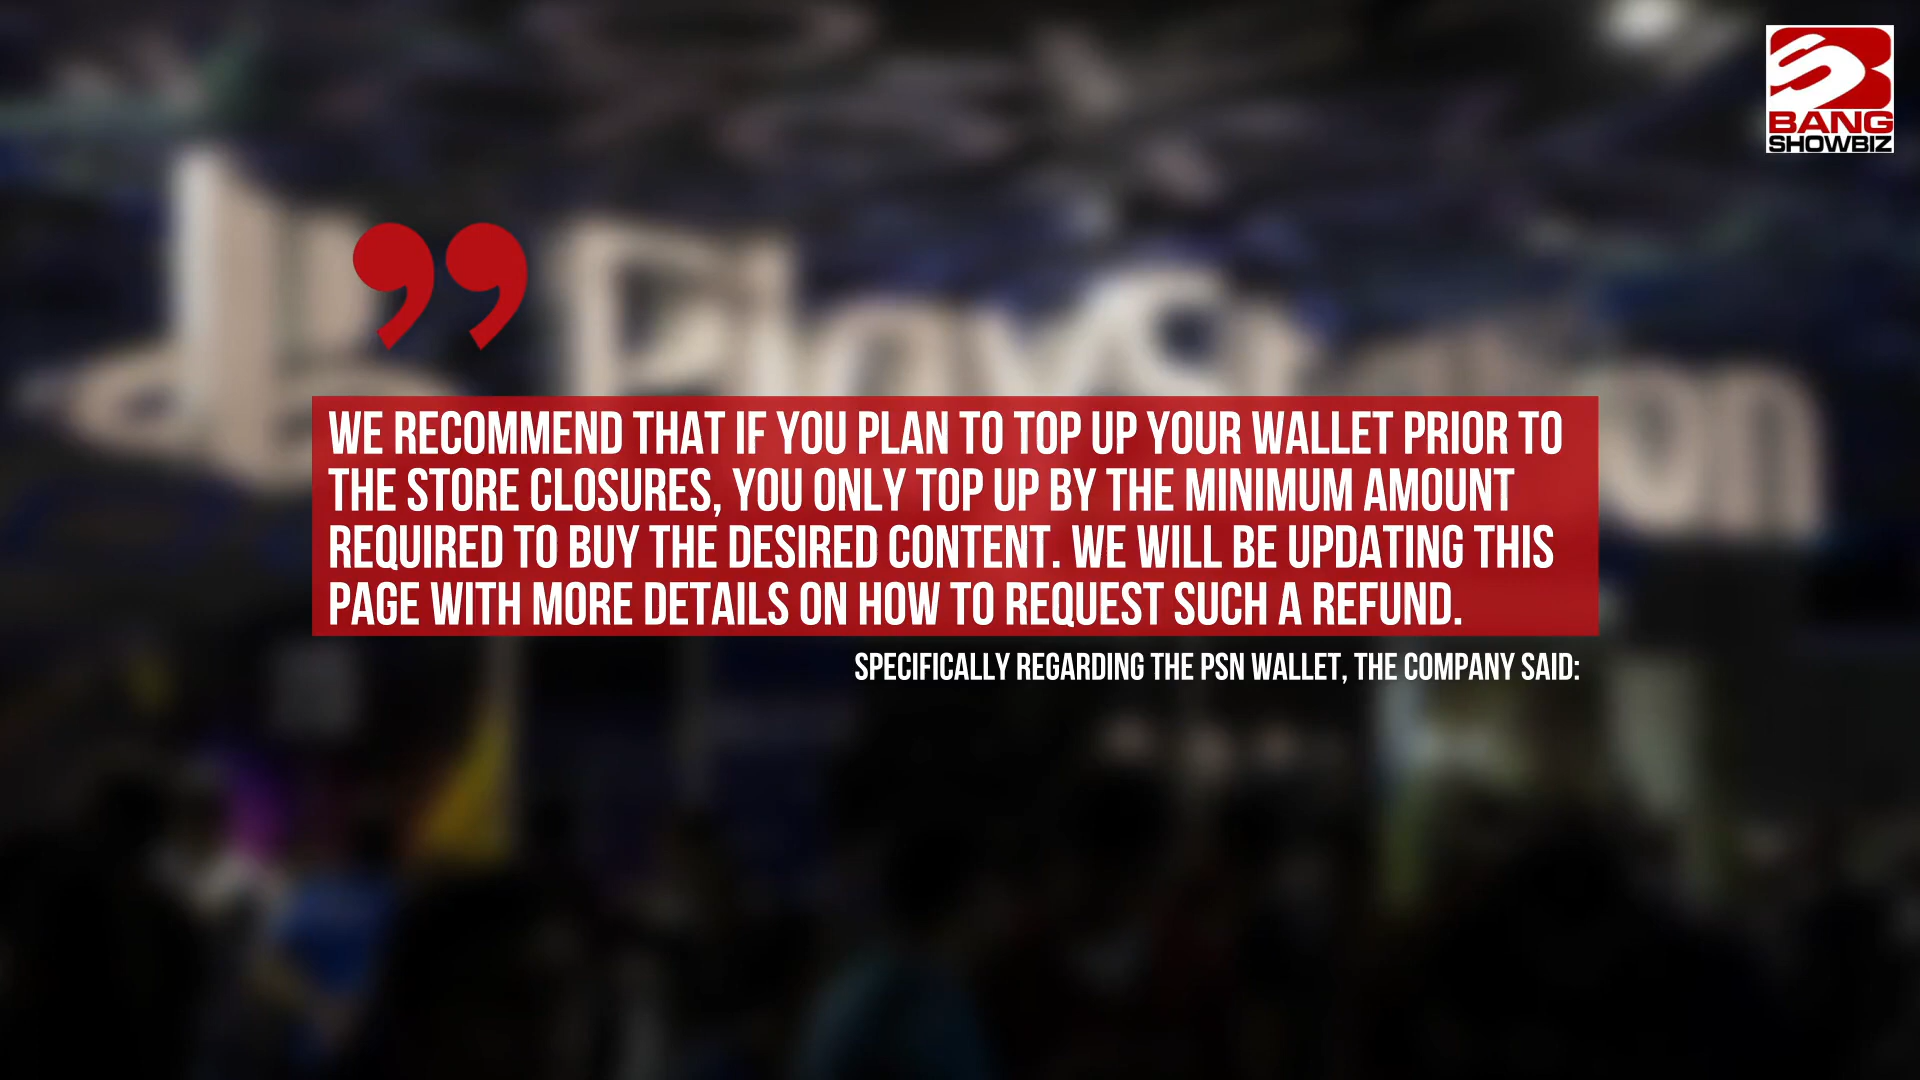 BANG
SHOWBIZ
PlayStation
WE RECOMMEND THAT IF YOU PLAN TO TOP UP YOUR WALLET PRIOR TO
THE STORE CLOSURES, YOU ONLY TOP UP BY THE MINIMUM AMOUNT
REQUIRED TO BUY THE DESIRED CONTENT. WE WILL BE UPDATING THIS
PAGE WITH MORE DETAILS ON HOW TO REQUEST SUCH A REFUND.
SPECIFICALLY REGARDING THE PSN WALLET, THE COMPANY SAID: